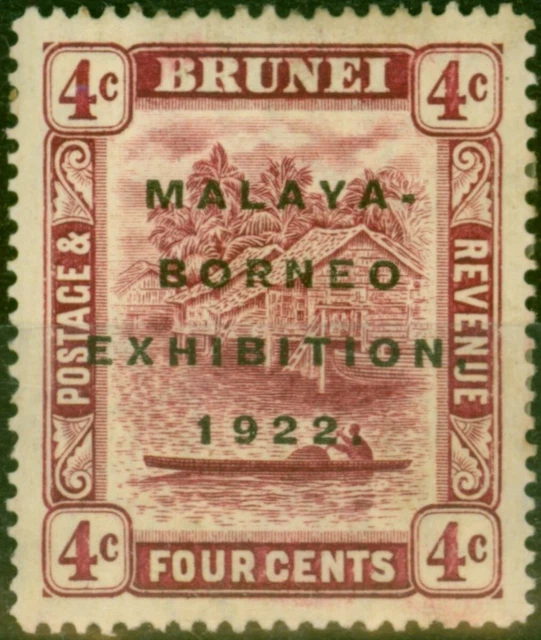 4c BRUNEI 4c
MALAYA-
BORNEO
EXHIBITION
1922.
POSTAGE &
REVENUE
4c FOUR CENTS 4c